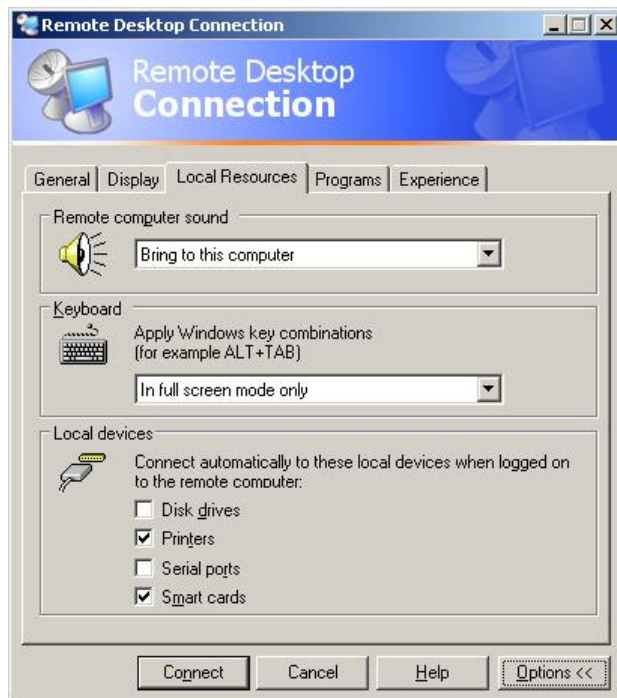 Remote Desktop Connection
Remote Desktop
Connection
General Display Local Resources Programs Experience
Remote computer sound
Bring to this computer
Keyboard
Apply Windows key combinations
(for example ALT+TAB)
In full screen mode only
Local devices
Connect automatically to these local devices when logged on
to the remote computer:
Disk drives
Printers
Serial ports
Smart cards
Connect Cancel Help Options <<